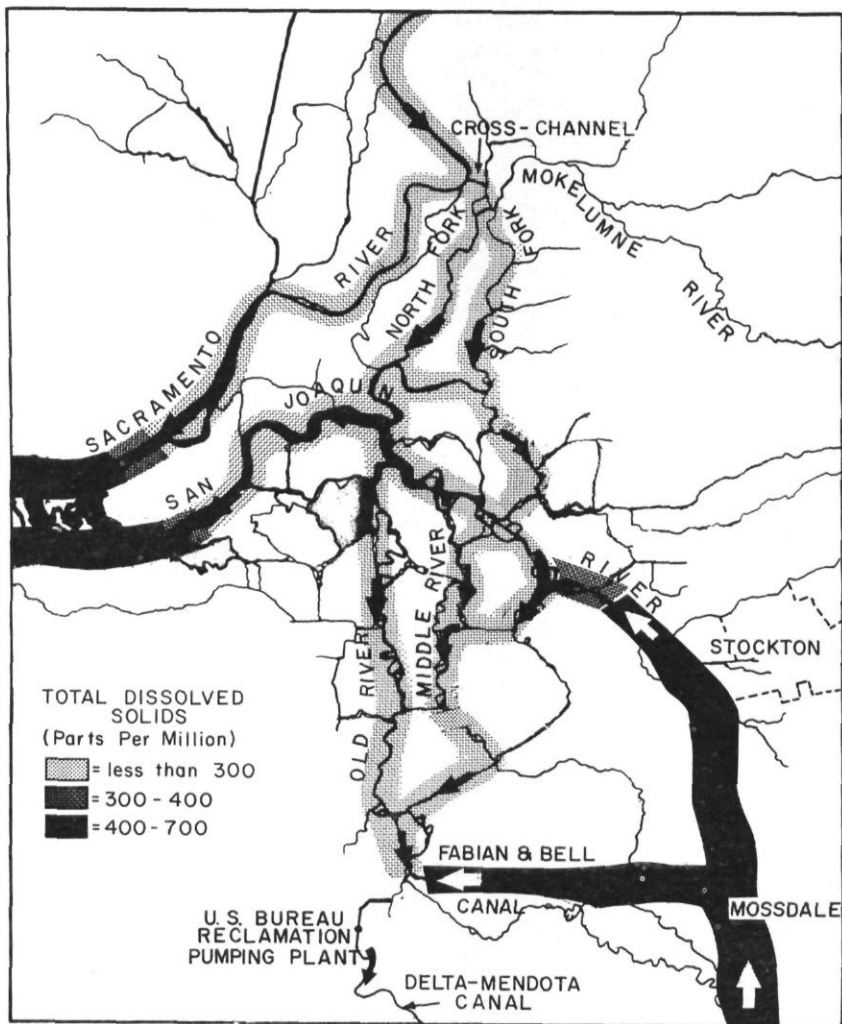 CROSS-CHANNEL
MOKELUMNE
RIVER
NORTH FORK
SOUTH FORK
SACRAMENTO RIVER
SAN JOAQUIN RIVER
STOCKTON
OLD RIVER
MIDDLE RIVER
TOTAL DISSOLVED
SOLIDS
(Parts Per Million)
= less than 300
= 300-400
= 400-700
FABIAN & BELL
CANAL
MOSSDALE
U.S. BUREAU
RECLAMATION
PUMPING PLANT
DELTA-MENDOTA
CANAL